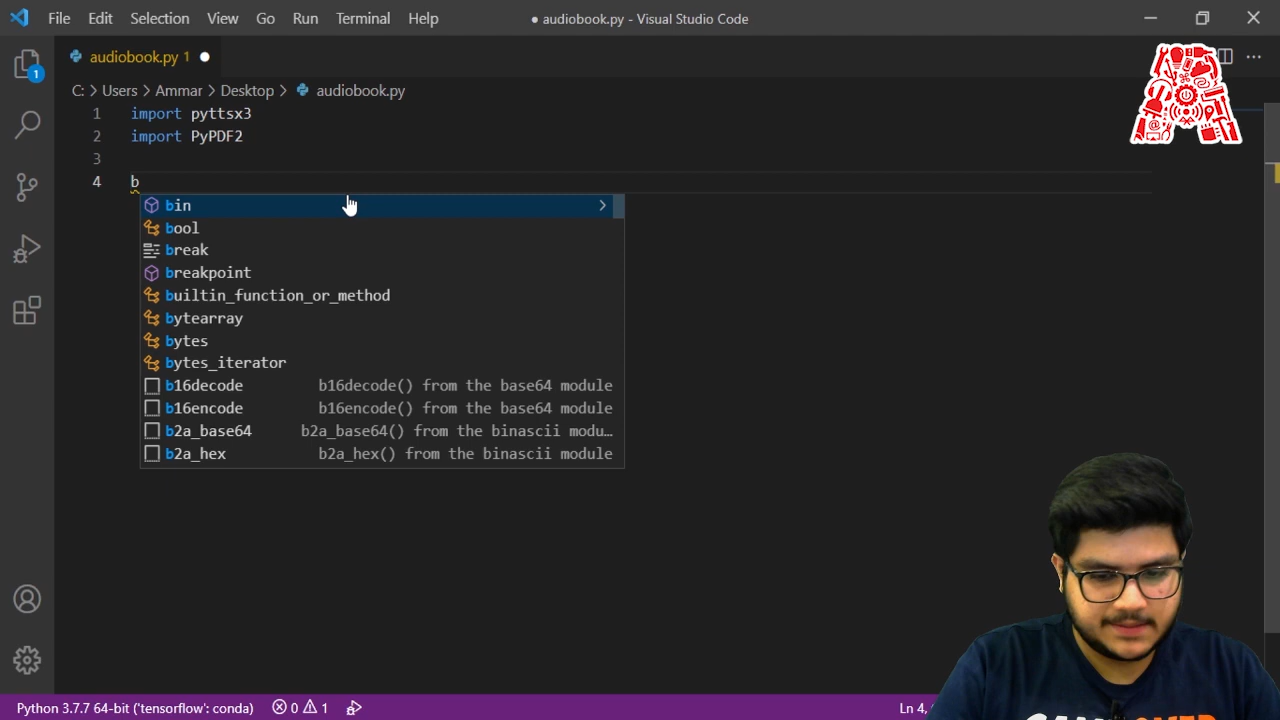 File Edit Selection View Go Run Terminal Help ● audiobook.py - Visual Studio Code
1
audiobook.py 1 ●
C: > Users > Ammar > Desktop > audiobook.py
1 import pyttsx3
2 import PyPDF2
3
4 b
bin
bool
break
breakpoint
builtin_function_or_method
bytearray
bytes
bytes_iterator
b16decode b16decode() from the base64 module
b16encode b16encode() from the base64 module
b2a_base64 b2a_base64() from the binascii modu…
b2a_hex b2a_hex() from the binascii module
Python 3.7.7 64-bit ('tensorflow': conda) 0 1 Ln 4,